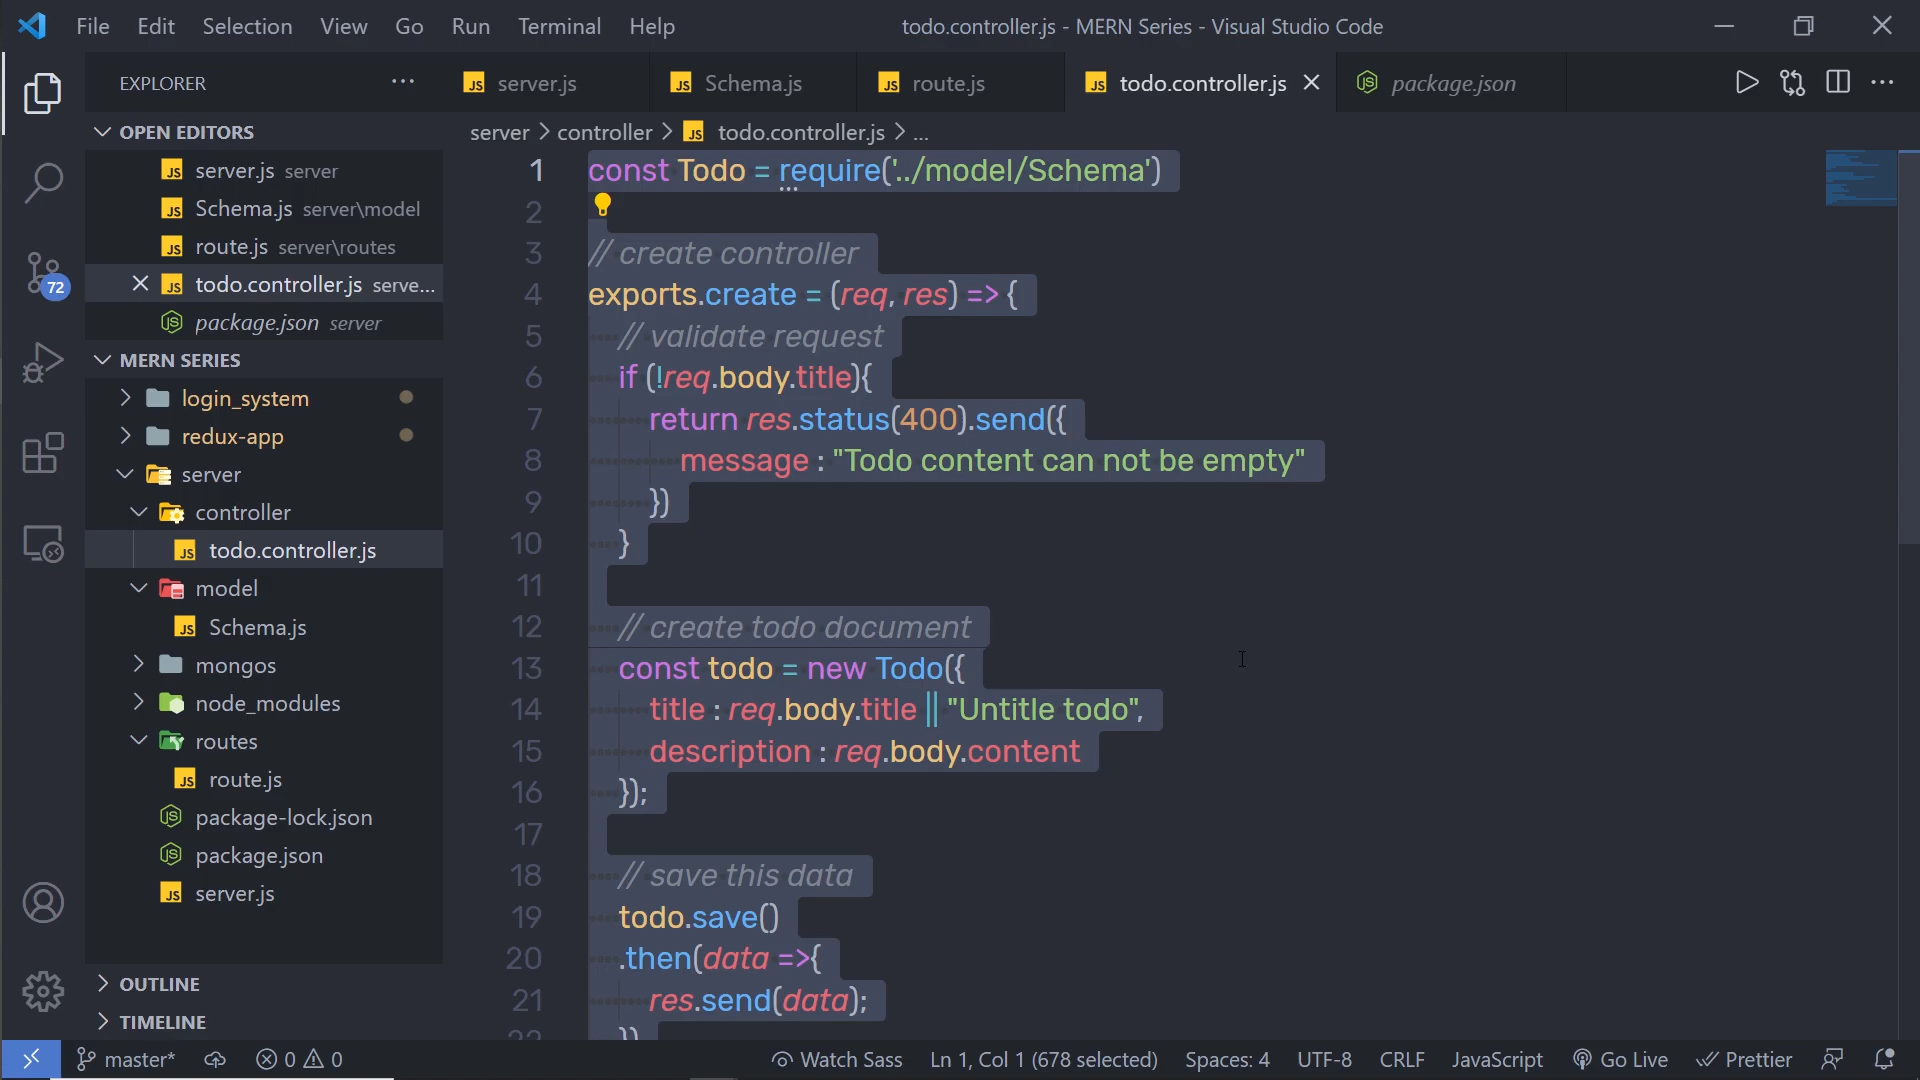 File Edit Selection View Go Run Terminal Help
todo.controller.js - MERN Series - Visual Studio Code
EXPLORER
server.js
Schema.js
route.js
todo.controller.js
package.json
OPEN EDITORS
server.js server
Schema.js server\model
route.js server\routes
todo.controller.js serve...
package.json server
MERN SERIES
login_system
redux-app
server
controller
todo.controller.js
model
Schema.js
mongos
node_modules
routes
route.js
package-lock.json
package.json
server.js
OUTLINE
TIMELINE
72
server > controller > JS todo.controller.js > ...
1 const Todo = require('../model/Schema')
2
3 // create controller
4 exports.create = (req, res) => {
5 // validate request
6 if (!req.body.title){
7 return res.status(400).send({
8 message : "Todo content can not be empty"
9 })
10 }
11
12 // create todo document
13 const todo = new Todo({
14 title : req.body.title || "Untitle todo",
15 description : req.body.content
16 });
17
18 // save this data
19 todo.save()
20 .then(data =>{
21 res.send(data);
22 })
master* 0 0 Watch Sass Ln 1, Col 1 (678 selected) Spaces: 4 UTF-8 CRLF JavaScript Go Live Prettier